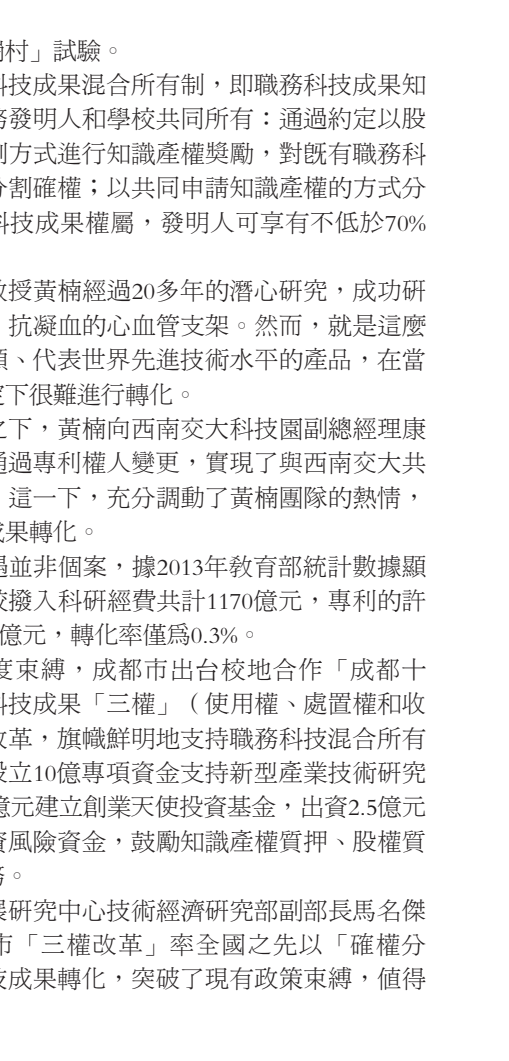 村」試驗。
科技成果混合所有制，即職務科技成果知
務發明人和學校共同所有：通過約定以股
方式進行知識產權獎勵，對旣有職務科
分割確權；以共同申請知識產權的方式分
科技成果權屬，發明人可享有不低於70%
教授黃楠經過20多年的潛心硏究，成功硏
抗凝血的心血管支架。然而，就是這麼
、代表世界先進技術水平的產品，在當
下很難進行轉化。
之下，黃楠向西南交大科技園副總經理康
通過專利權人變更，實現了與西南交大共
這一下，充分調動了黃楠團隊的熱情，
成果轉化。
並非個案，據2013年敎育部統計數據顯
校撥入科硏經費共計1170億元，專利的許
億元，轉化率僅爲0.3%。
度束縛，成都市出台校地合作「成都十
科技成果「三權」（使用權、處置權和收
改革，旗幟鮮明地支持職務科技混合所有
設立10億專項資金支持新型產業技術硏究
億元建立創業天使投資基金，出資2.5億元
資風險資金，鼓勵知識產權質押、股權質
務。
展硏究中心技術經濟硏究部副部長馬名傑
市「三權改革」率全國之先以「確權分
技成果轉化，突破了現有政策束縛，值得